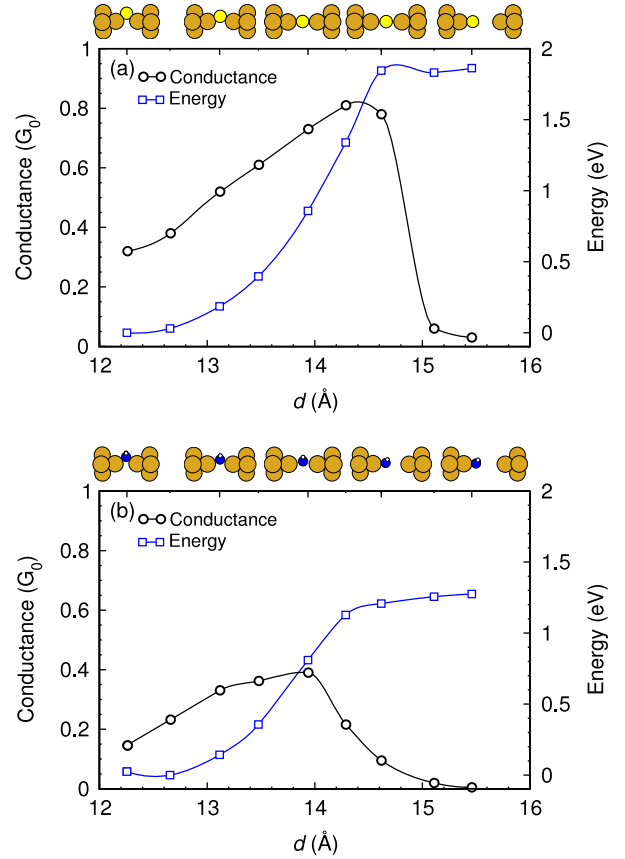 (a)
Conductance
Energy
Conductance (G0)
Energy (eV)
1
0.8
0.6
0.4
0.2
0
2
1.5
1
0.5
0
12 13 14 15 16
d (Å)
(b)
Conductance
Energy
Conductance (G0)
Energy (eV)
1
0.8
0.6
0.4
0.2
0
2
1.5
1
0.5
0
12 13 14 15 16
d (Å)